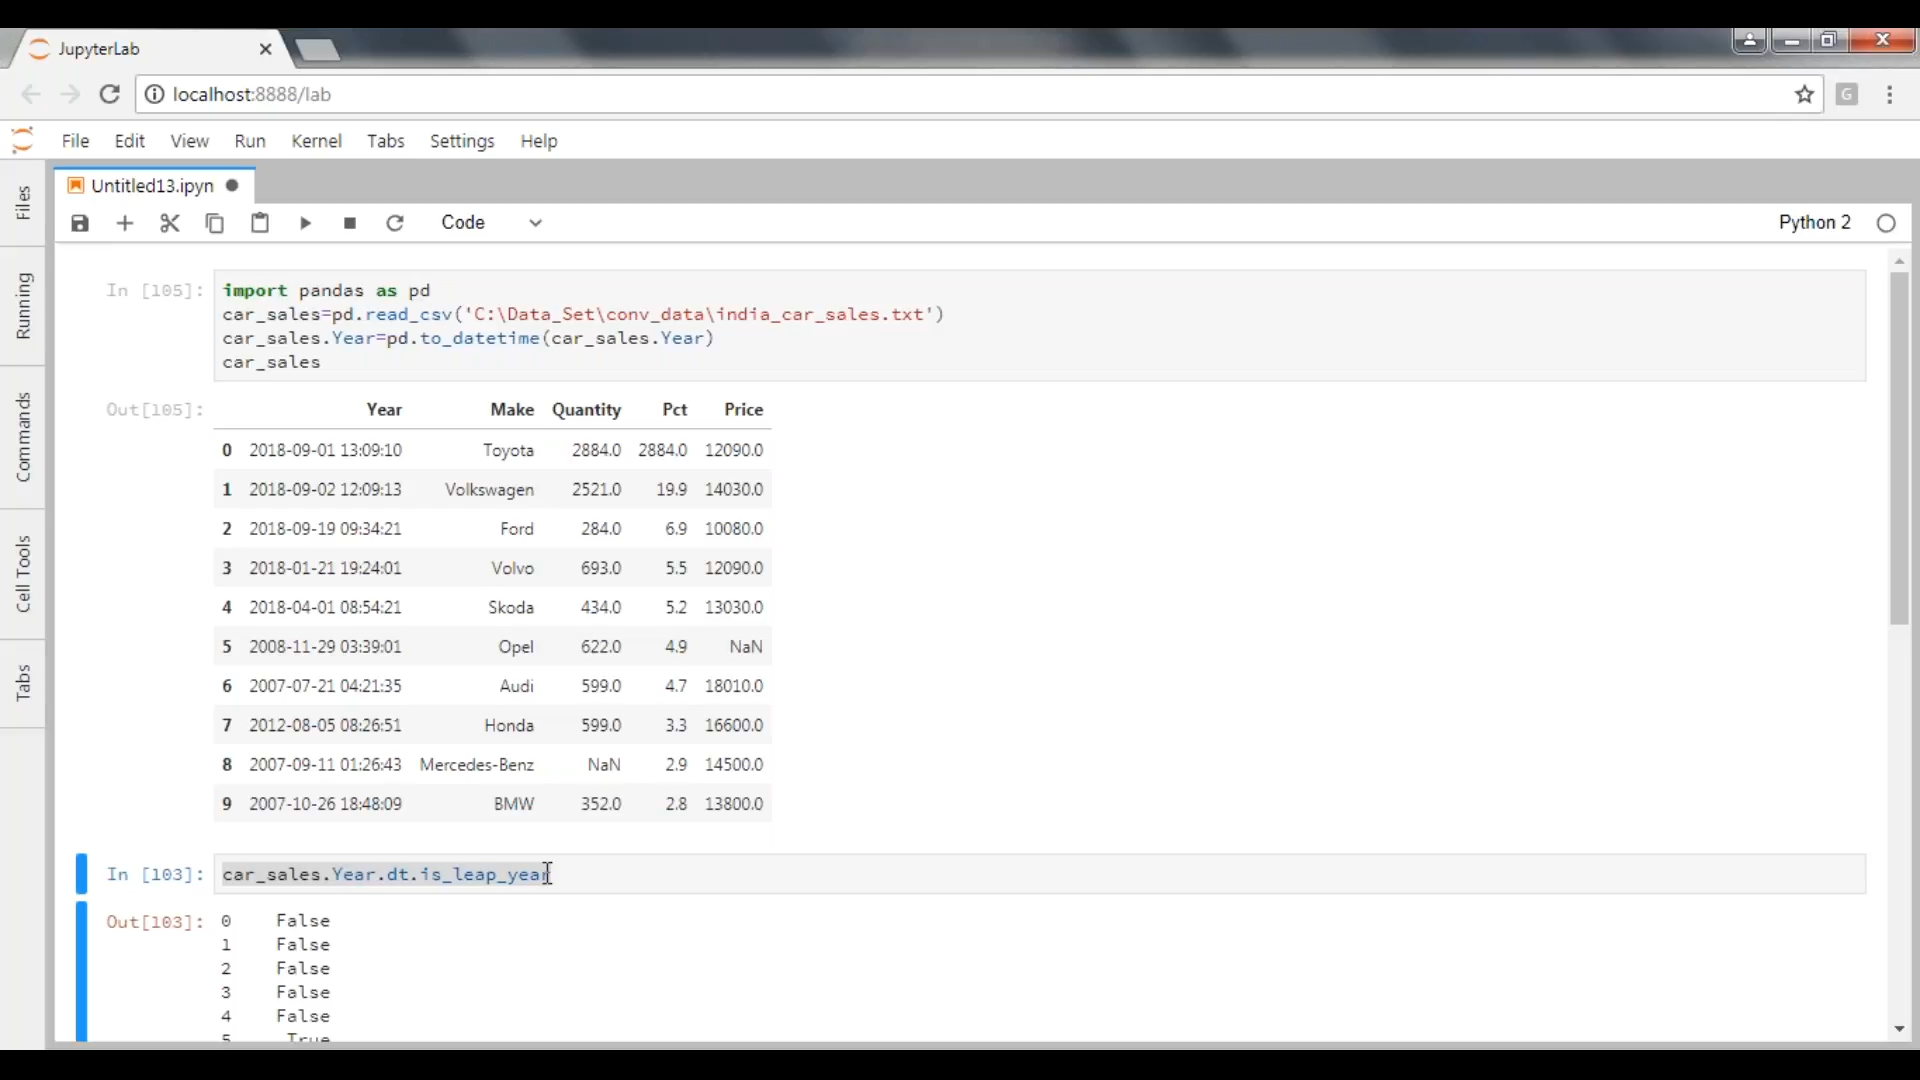 JupyterLab
localhost:8888/lab
G
File Edit View Run Kernel Tabs Settings Help
Files
Running
Commands
Cell Tools
Tabs
Untitled13.ipyn
Code
Python 2
In [105]:
import pandas as pd
car_sales=pd.read_csv('C:\Data_Set\conv_data\india_car_sales.txt')
car_sales.Year=pd.to_datetime(car_sales.Year)
car_sales
Out[105]:
Year Make Quantity Pct Price
0 2018-09-01 13:09:10 Toyota 2884.0 2884.0 12090.0
1 2018-09-02 12:09:13 Volkswagen 2521.0 19.9 14030.0
2 2018-09-19 09:34:21 Ford 284.0 6.9 10080.0
3 2018-01-21 19:24:01 Volvo 693.0 5.5 12090.0
4 2018-04-01 08:54:21 Skoda 434.0 5.2 13030.0
5 2008-11-29 03:39:01 Opel 622.0 4.9 NaN
6 2007-07-21 04:21:35 Audi 599.0 4.7 18010.0
7 2012-08-05 08:26:51 Honda 599.0 3.3 16600.0
8 2007-09-11 01:26:43 Mercedes-Benz NaN 2.9 14500.0
9 2007-10-26 18:48:09 BMW 352.0 2.8 13800.0
In [103]: car_sales.Year.dt.is_leap_year
Out[103]: 0 False
1 False
2 False
3 False
4 False
5 True